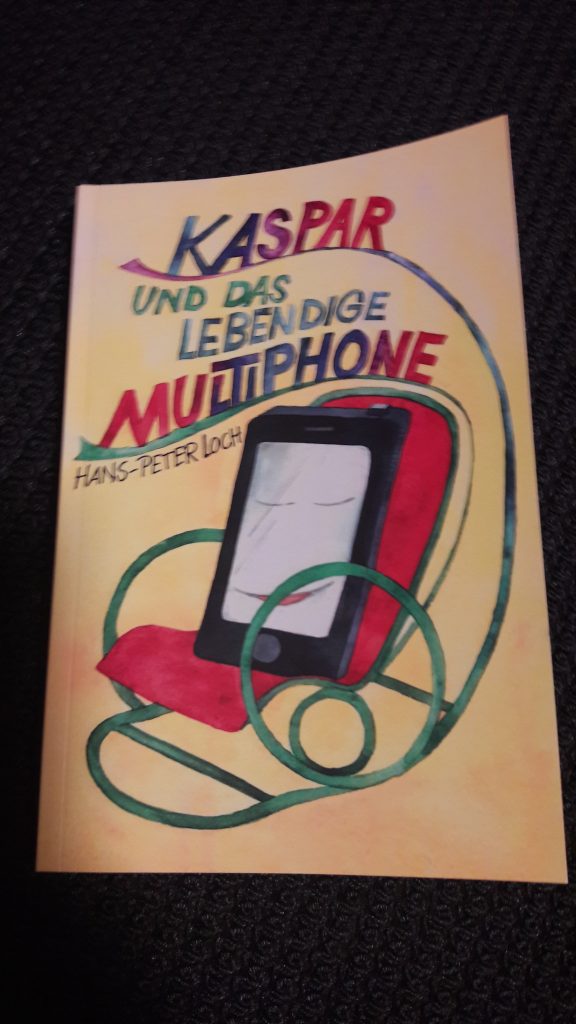 KASPAR
UND DAS
LEBENDIGE
MULTIPHONE
HANS-PETER LOCH